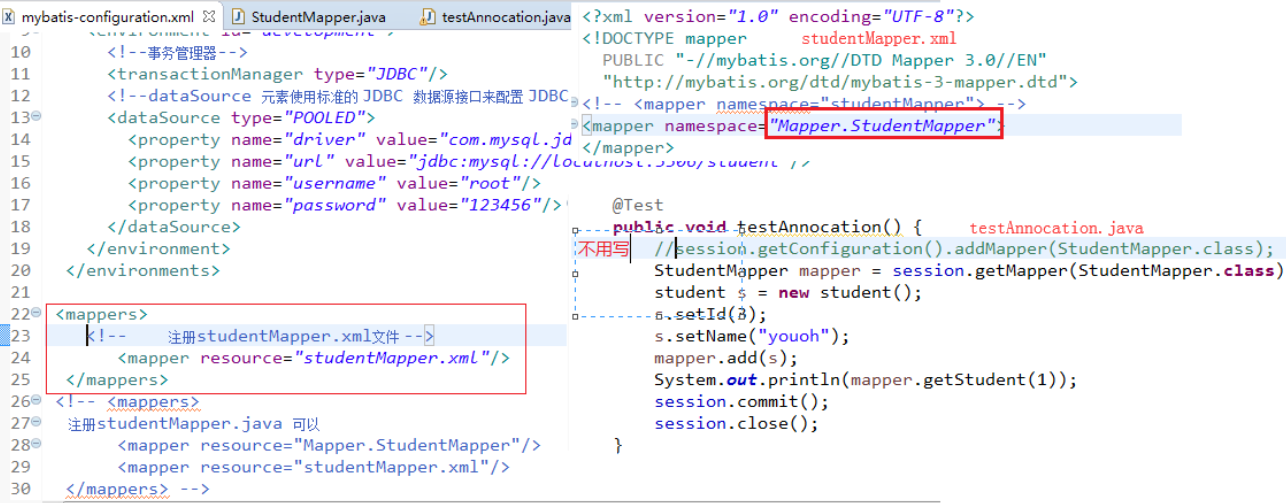 mybatis-configuration.xml
StudentMapper.java
testAnnocation.java
10 <!--事务管理器-->
11 <transactionManager type="JDBC"/>
12 <!--dataSource 元素使用标准的 JDBC 数据源接口来配置 JDBC
13 <dataSource type="POOLED">
14 <property name="driver" value="com.mysql.jd
15 <property name="url" value="jdbc:mysql://localhost:3306/student"/>
16 <property name="username" value="root"/>
17 <property name="password" value="123456"/>
18 </dataSource>
19 </environment>
20 </environments>
21
22 <mappers>
23 <!-- 注册studentMapper.xml文件 -->
24 <mapper resource="studentMapper.xml"/>
25 </mappers>
26 <!-- <mappers>
27 注册studentMapper.java 可以
28 <mapper resource="Mapper.StudentMapper"/>
29 <mapper resource="studentMapper.xml"/>
30 </mappers> -->
<?xml version="1.0" encoding="UTF-8"?>
<!DOCTYPE mapper studentMapper.xml
PUBLIC "-//mybatis.org//DTD Mapper 3.0//EN"
"http://mybatis.org/dtd/mybatis-3-mapper.dtd">
<!-- <mapper namespace="studentMapper"> -->
<mapper namespace="Mapper.StudentMapper">
</mapper>
@Test
public void testAnnocation() { testAnnocation.java
不用写 //session.getConfiguration().addMapper(StudentMapper.class);
StudentMapper mapper = session.getMapper(StudentMapper.class)
student s = new student();
s.setId(3);
s.setName("youoh");
mapper.add(s);
System.out.println(mapper.getStudent(1));
session.commit();
session.close();
}